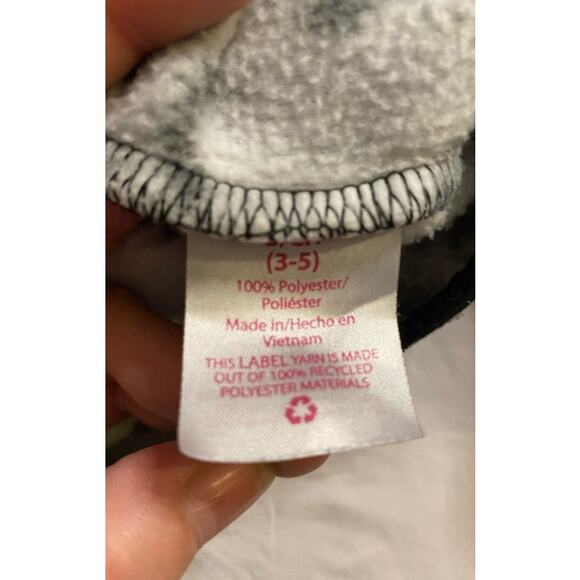 (3-5)
100% Polyester/
Poliéster
Made in/Hecho en
Vietnam
THIS LABEL YARN IS MADE
OUT OF 100% RECYCLED
POLYESTER MATERIALS